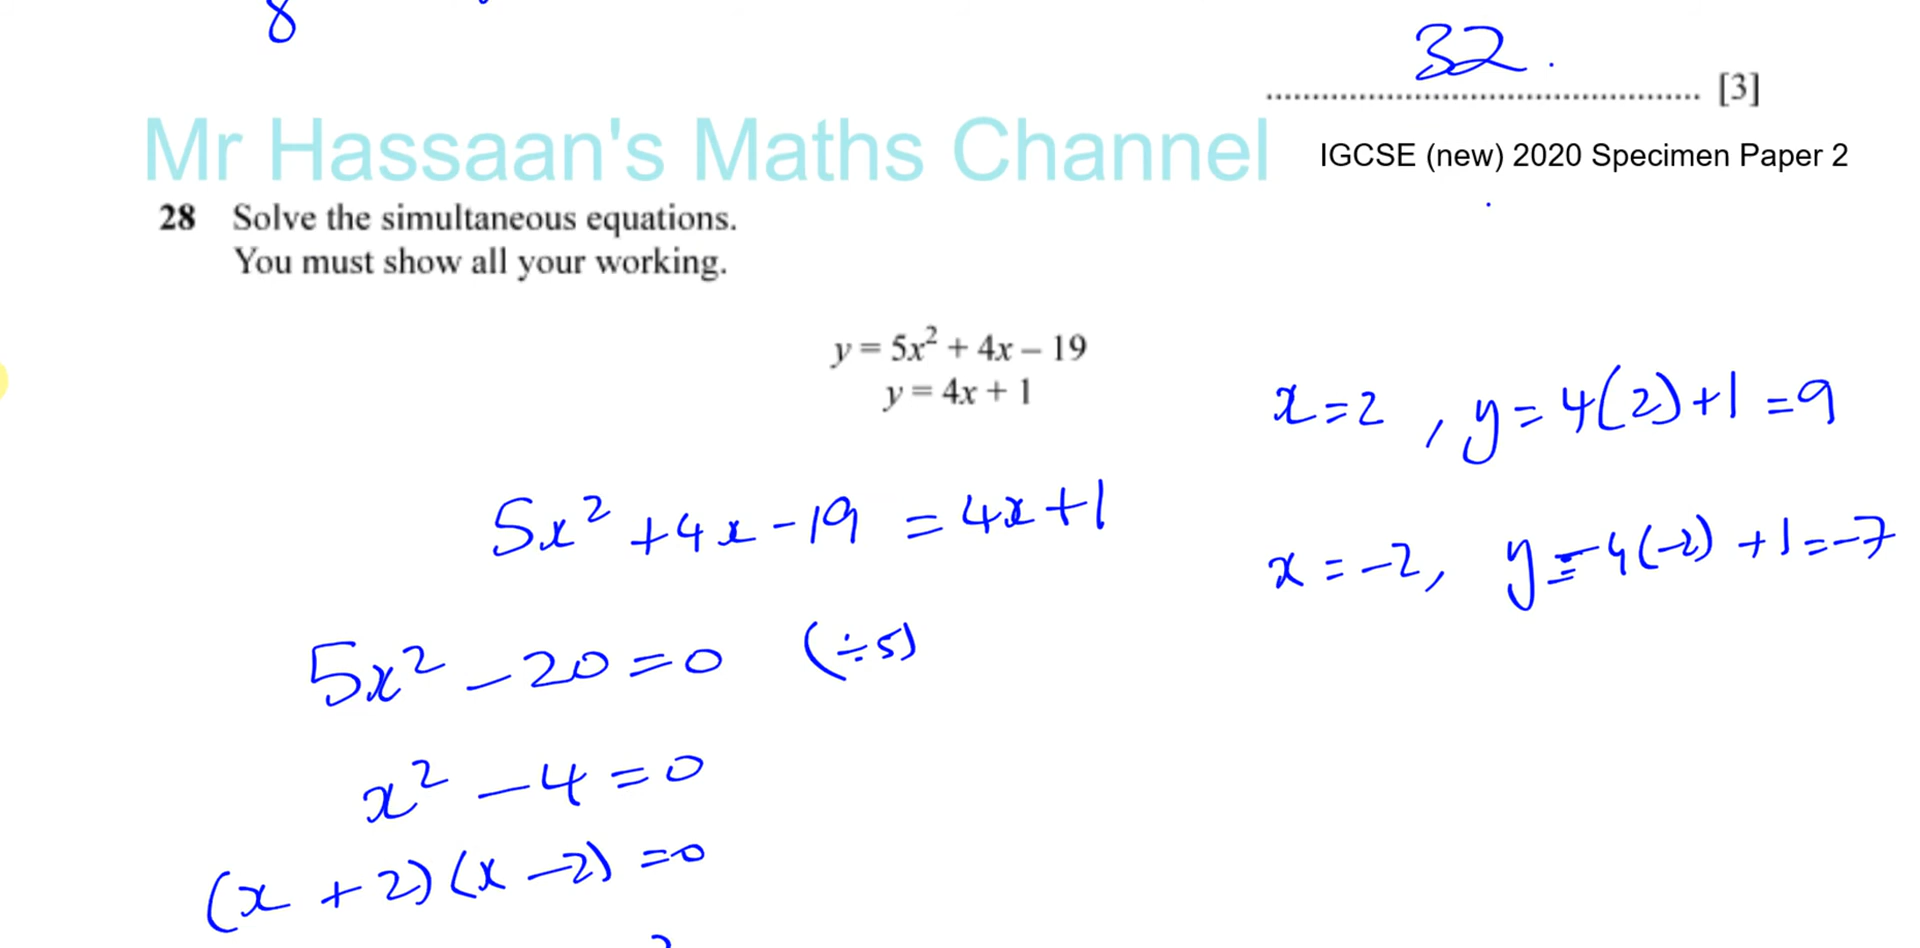 8
32.
[3]
Mr Hassaan's Maths Channel
IGCSE (new) 2020 Specimen Paper 2
28 Solve the simultaneous equations.
You must show all your working.
y = 5x² + 4x – 19
y = 4x + 1
x = 2 , y = 4(2)+1 = 9
5x² + 4x - 19 = 4x + 1
x = -2, y = -4(-2) + 1 = -7
5x² - 20 = 0 (÷5)
x² - 4 = 0
(x + 2)(x - 2) = 0